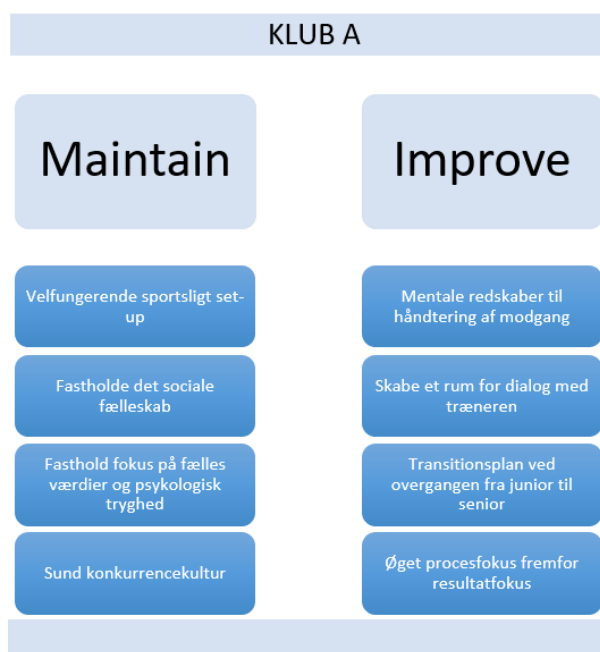 KLUB A
Maintain
Velfungerende sportsligt set-
up
Fastholde det sociale
fælleskab
Fasthold fokus på fælles
værdier og psykologisk
tryghed
Sund konkurrencekultur
Improve
Mentale redskaber til
håndtering af modgang
Skabe et rum for dialog med
træneren
Transitionsplan ved
overgangen fra junior til
senior
Øget procesfokus fremfor
resultatfokus